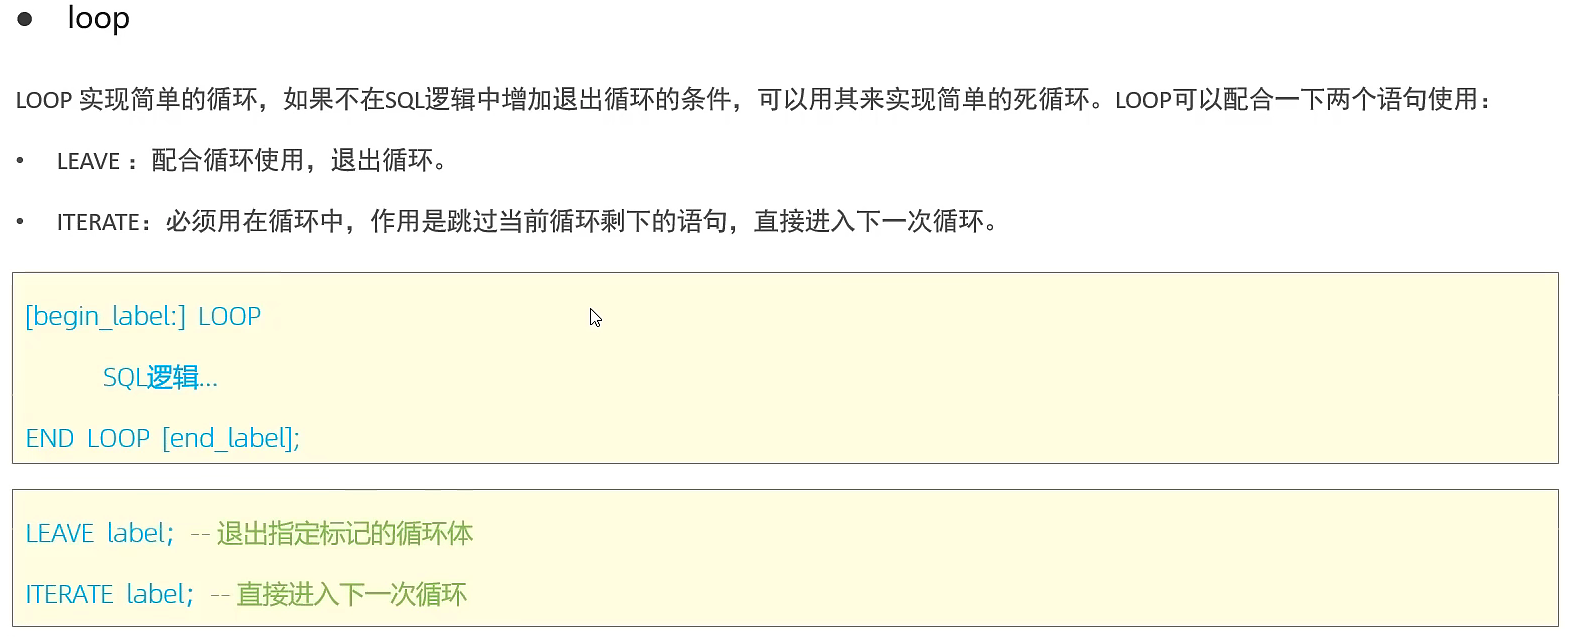 ● loop
LOOP 实现简单的循环，如果不在SQL逻辑中增加退出循环的条件，可以用其来实现简单的死循环。LOOP可以配合一下两个语句使用：
• LEAVE ：配合循环使用，退出循环。
• ITERATE：必须用在循环中，作用是跳过当前循环剩下的语句，直接进入下一次循环。
[begin_label:] LOOP
SQL逻辑...
END LOOP [end_label];
LEAVE label； -- 退出指定标记的循环体
ITERATE label； -- 直接进入下一次循环